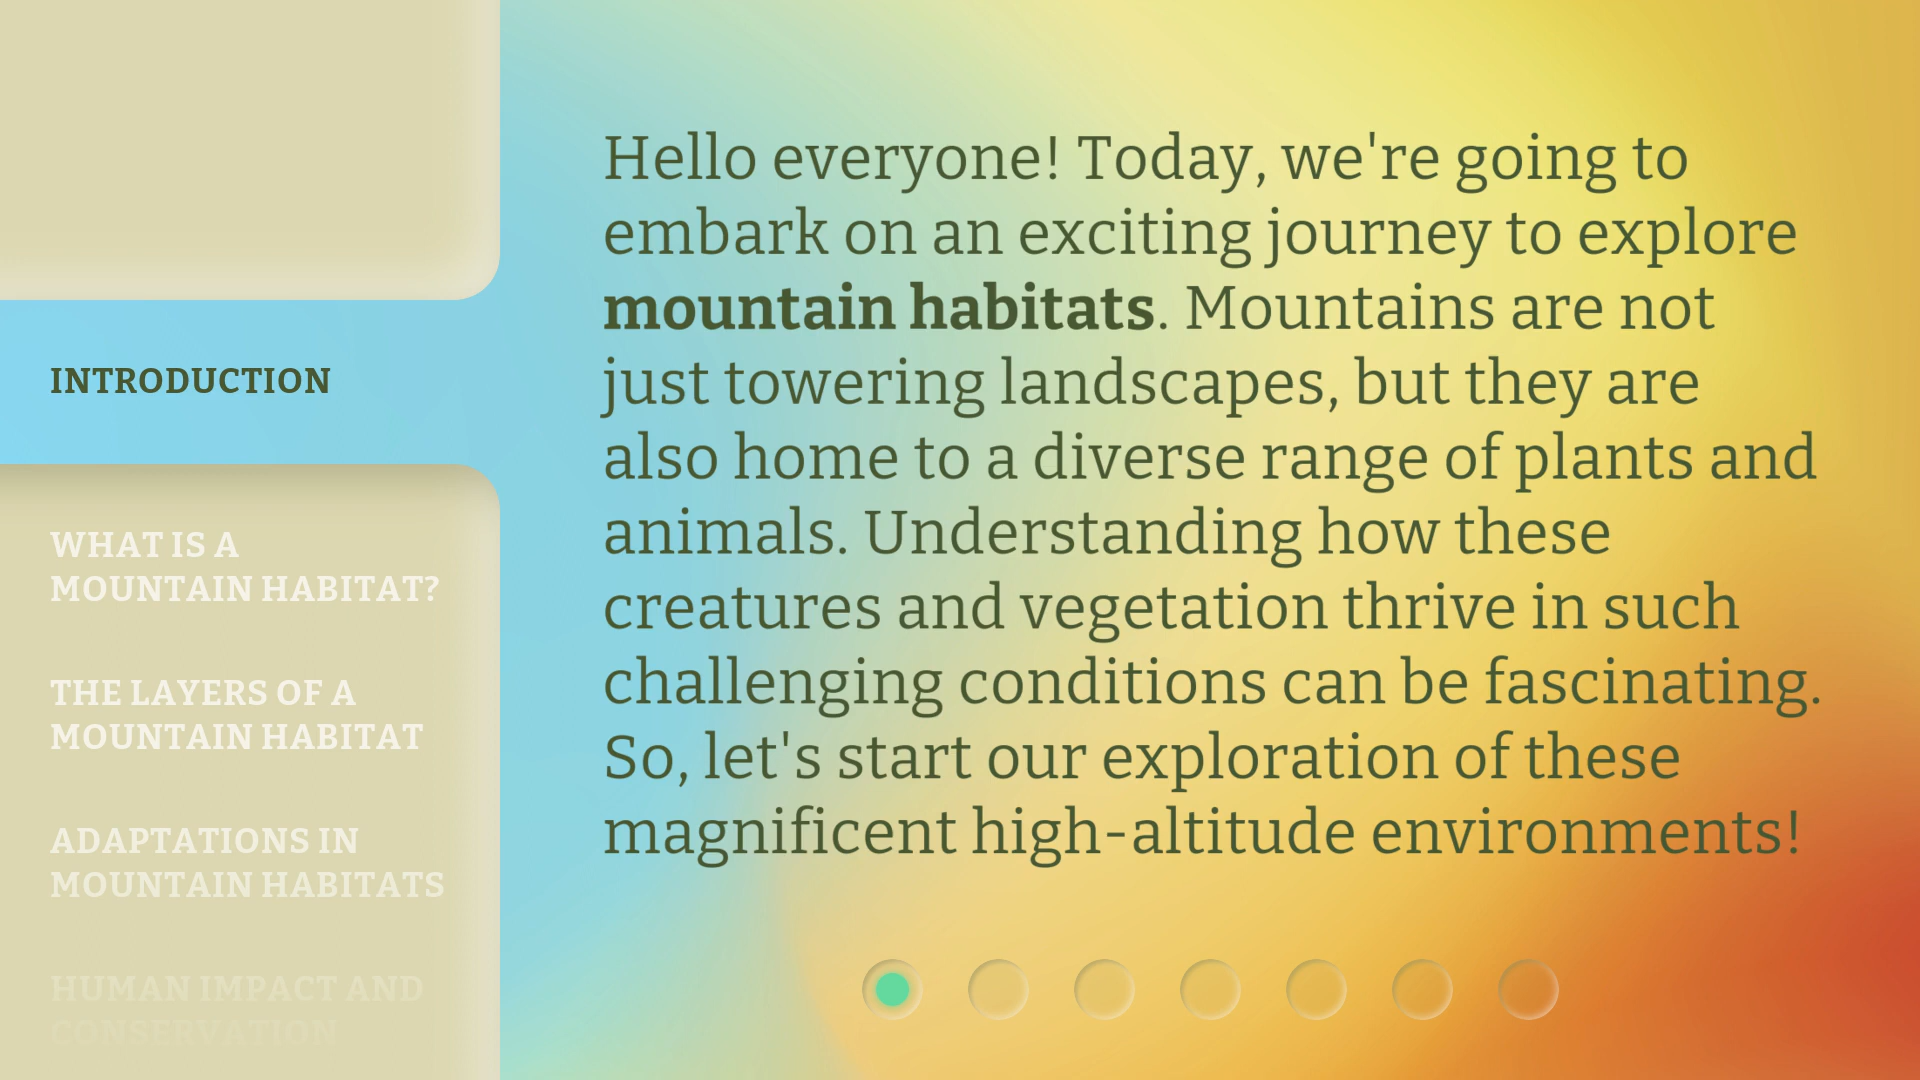 INTRODUCTION
WHAT IS A
MOUNTAIN HABITAT?
THE LAYERS OF A
MOUNTAIN HABITAT
ADAPTATIONS IN
MOUNTAIN HABITATS
HUMAN IMPACT AND
CONSERVATION
Hello everyone! Today, we're going to
embark on an exciting journey to explore
mountain habitats. Mountains are not
just towering landscapes, but they are
also home to a diverse range of plants and
animals. Understanding how these
creatures and vegetation thrive in such
challenging conditions can be fascinating.
So, let's start our exploration of these
magnificent high-altitude environments!